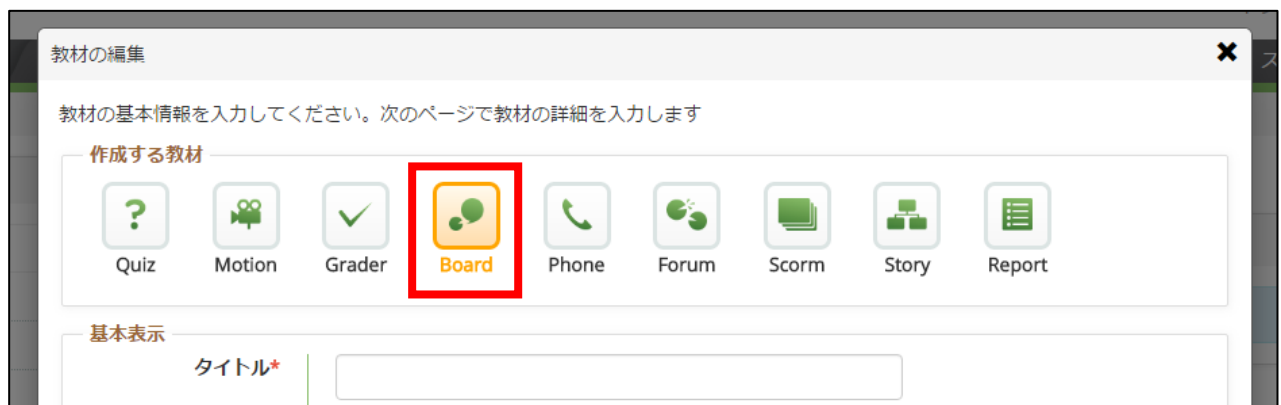 教材の編集
ス
教材の基本情報を入力してください。次のページで教材の詳細を入力します
作成する教材
Quiz Motion Grader Board Phone Forum Scorm Story Report
基本表示
タイトル*